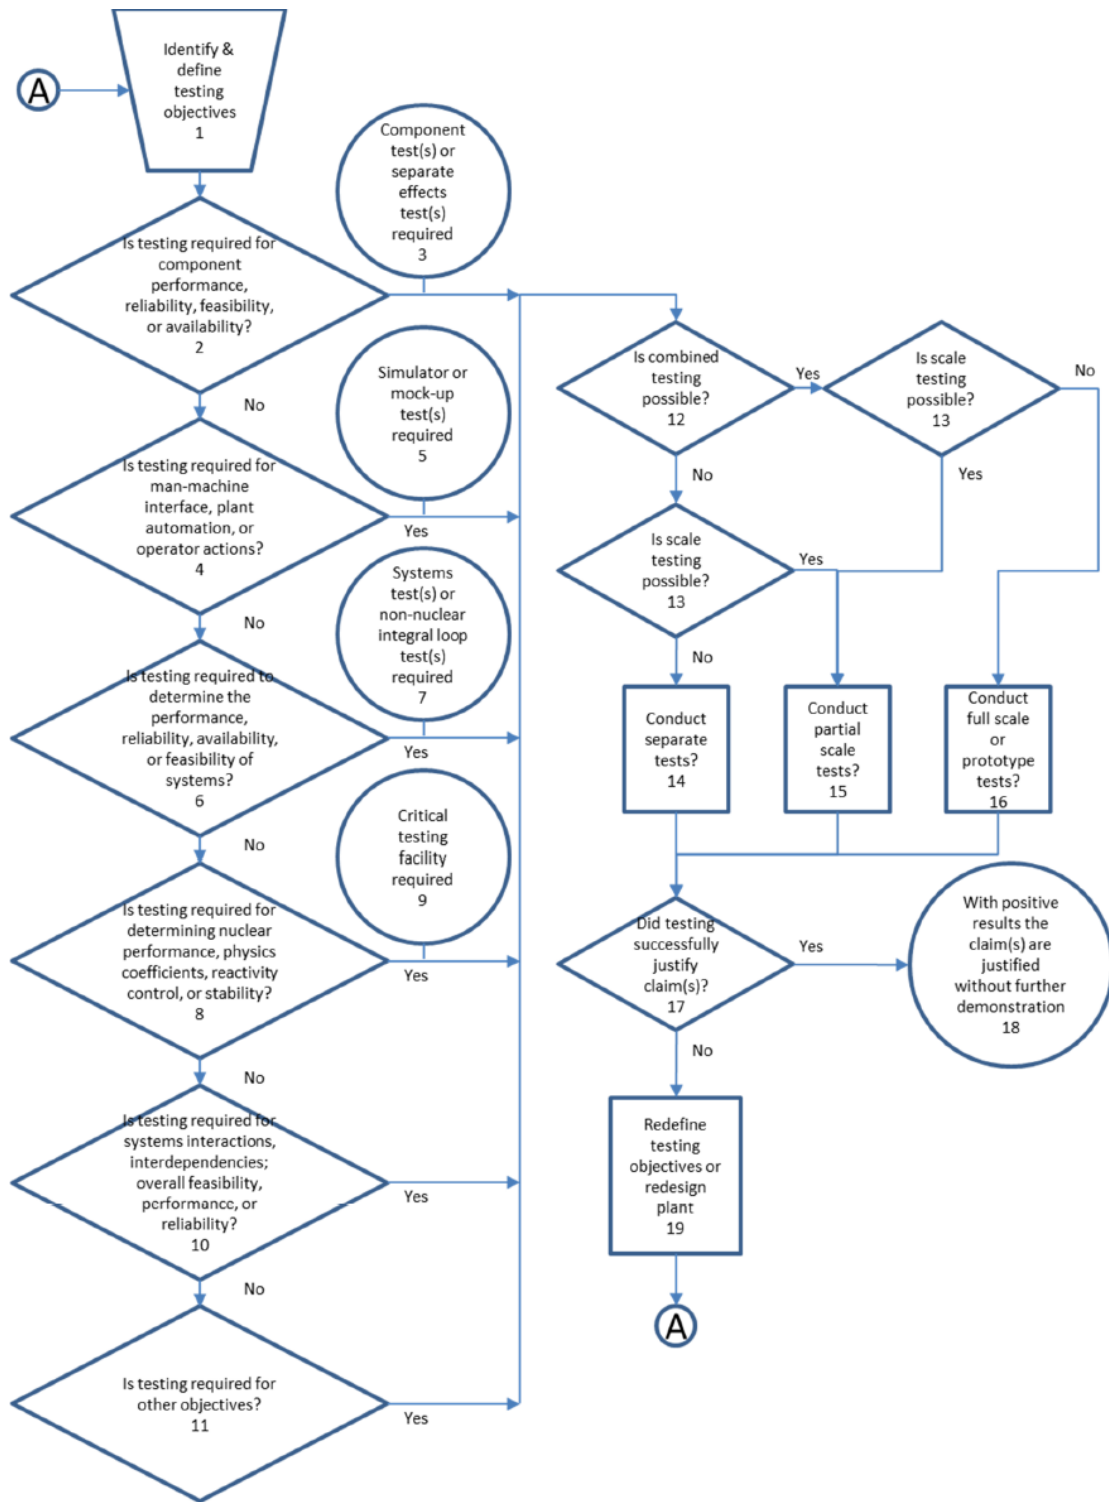 A
Identify &
define
testing
objectives
1
Component
test(s) or
separate
effects
test(s)
required
3
Is testing required for
component
performance,
reliability, feasibility,
or availability?
2
No
Simulator or
mock-up
test(s)
required
5
Is testing required for
man-machine
interface, plant
automation, or
operator actions?
4
Yes
No
Systems
test(s) or
non-nuclear
integral loop
test(s)
required
7
Is testing required to
determine the
performance,
reliability, availability,
or feasibility of
systems?
6
Yes
No
Critical
testing
facility
required
9
Is testing required for
determining nuclear
performance, physics
coefficients, reactivity
control, or stability?
8
Yes
No
Is testing required for
systems interactions,
interdependencies;
overall feasibility,
performance, or
reliability?
10
Yes
No
Is testing required for
other objectives?
11
Yes
Is combined
testing
possible?
12
Yes
No
Is scale
testing
possible?
13
No
Yes
Is scale
testing
possible?
13
Yes
No
Conduct
separate
tests?
14
Conduct
partial
scale
tests?
15
Conduct
full scale
or
prototype
tests?
16
Did testing
successfully
justify
claim(s)?
17
Yes
No
With positive
results the
claim(s) are
justified
without further
demonstration
18
Redefine
testing
objectives or
redesign
plant
19
A